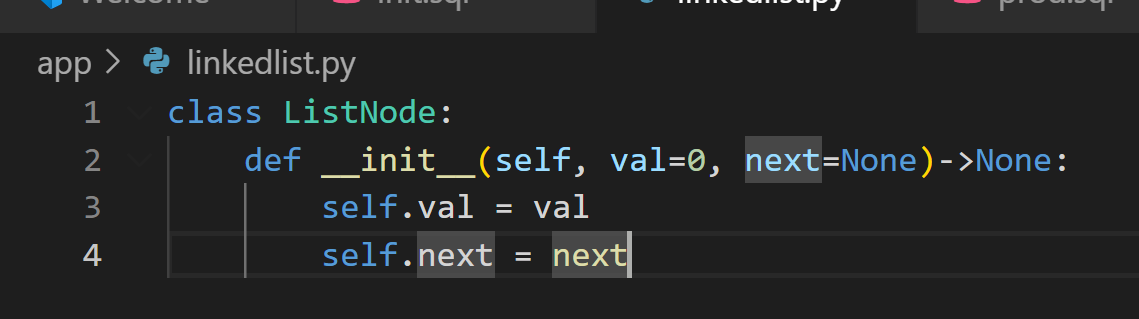 Welcome init.sql linkedlist.py prod.sql
app > linkedlist.py
1 class ListNode:
2 def __init__(self, val=0, next=None)->None:
3 self.val = val
4 self.next = next